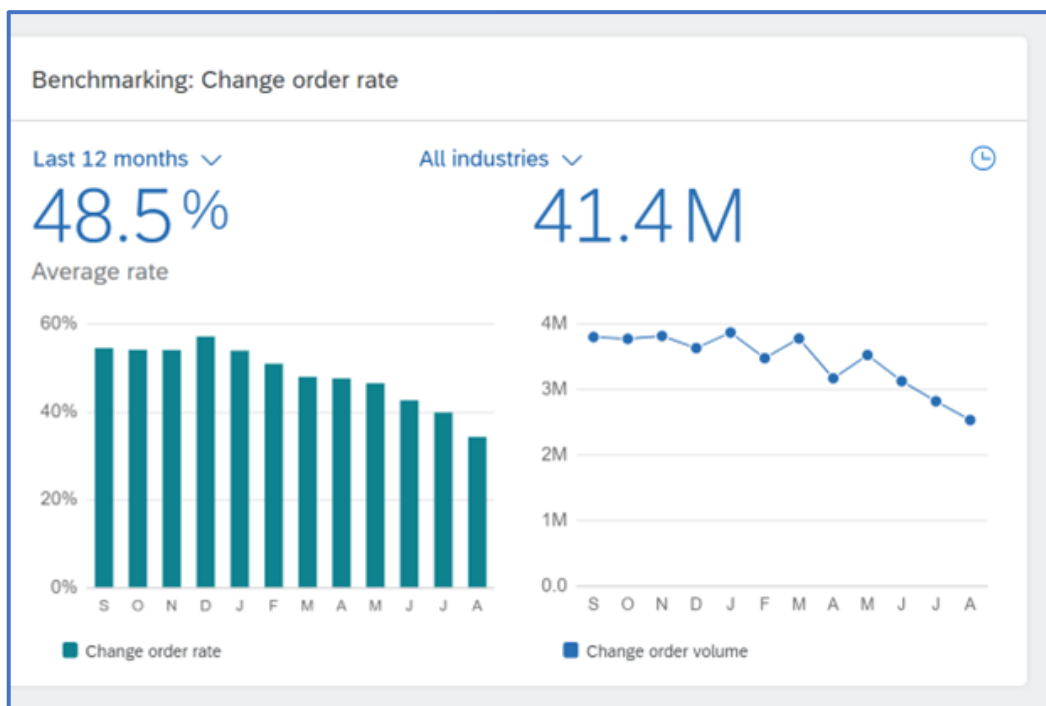 Benchmarking: Change order rate
Last 12 months
All industries
48.5%
41.4M
Average rate
60%
40%
20%
0%
S O N D J F M A M J J A
Change order rate
4M
3M
2M
1M
0.0
S O N D J F M A M J J A
Change order volume